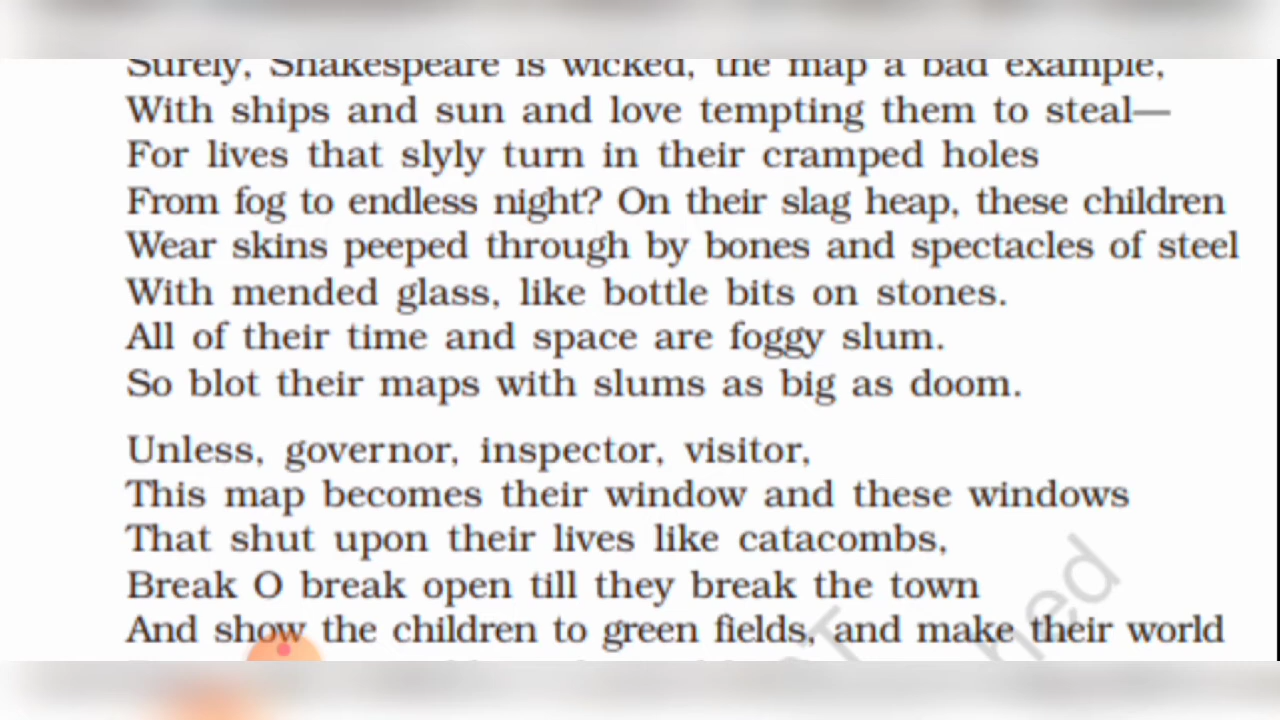 Surely, Shakespeare is wicked, the map a bad example,
With ships and sun and love tempting them to steal—
For lives that slyly turn in their cramped holes
From fog to endless night? On their slag heap, these children
Wear skins peeped through by bones and spectacles of steel
With mended glass, like bottle bits on stones.
All of their time and space are foggy slum.
So blot their maps with slums as big as doom.
Unless, governor, inspector, visitor,
This map becomes their window and these windows
That shut upon their lives like catacombs,
Break O break open till they break the town
And show the children to green fields, and make their world